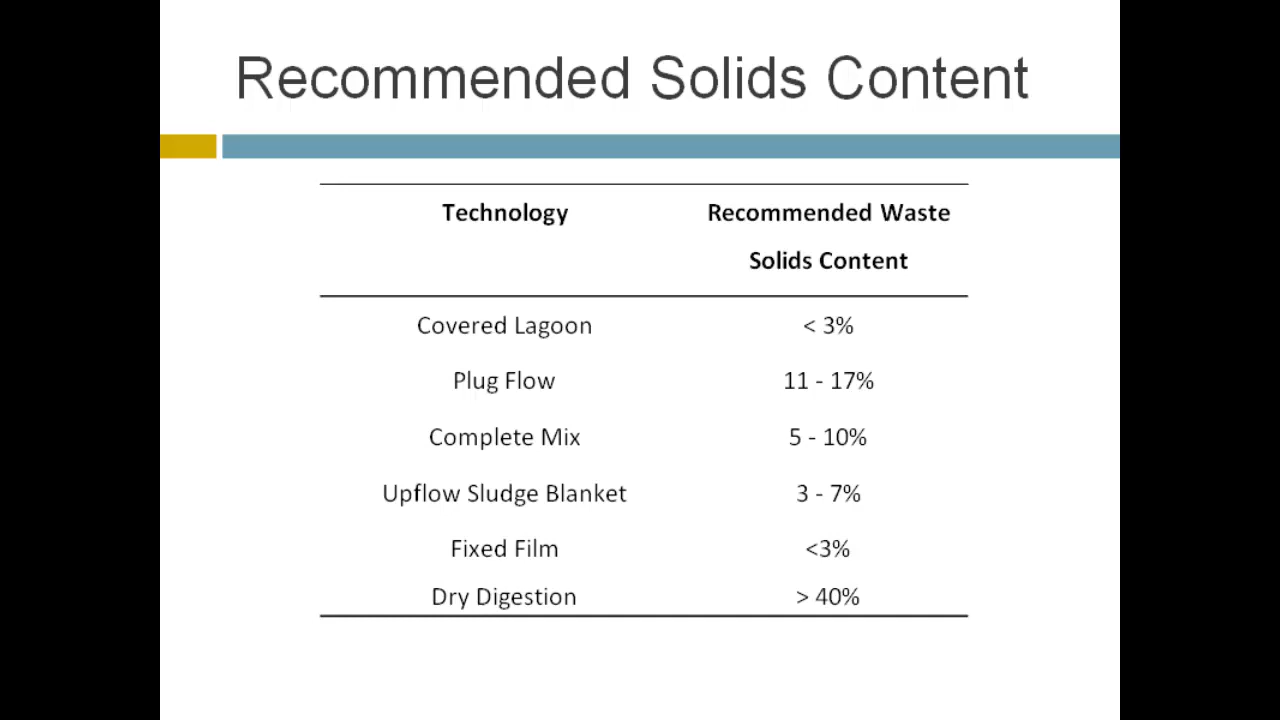 Recommended Solids Content
Technology Recommended Waste
Solids Content
Covered Lagoon < 3%
Plug Flow 11 - 17%
Complete Mix 5 - 10%
Upflow Sludge Blanket 3 - 7%
Fixed Film <3%
Dry Digestion > 40%